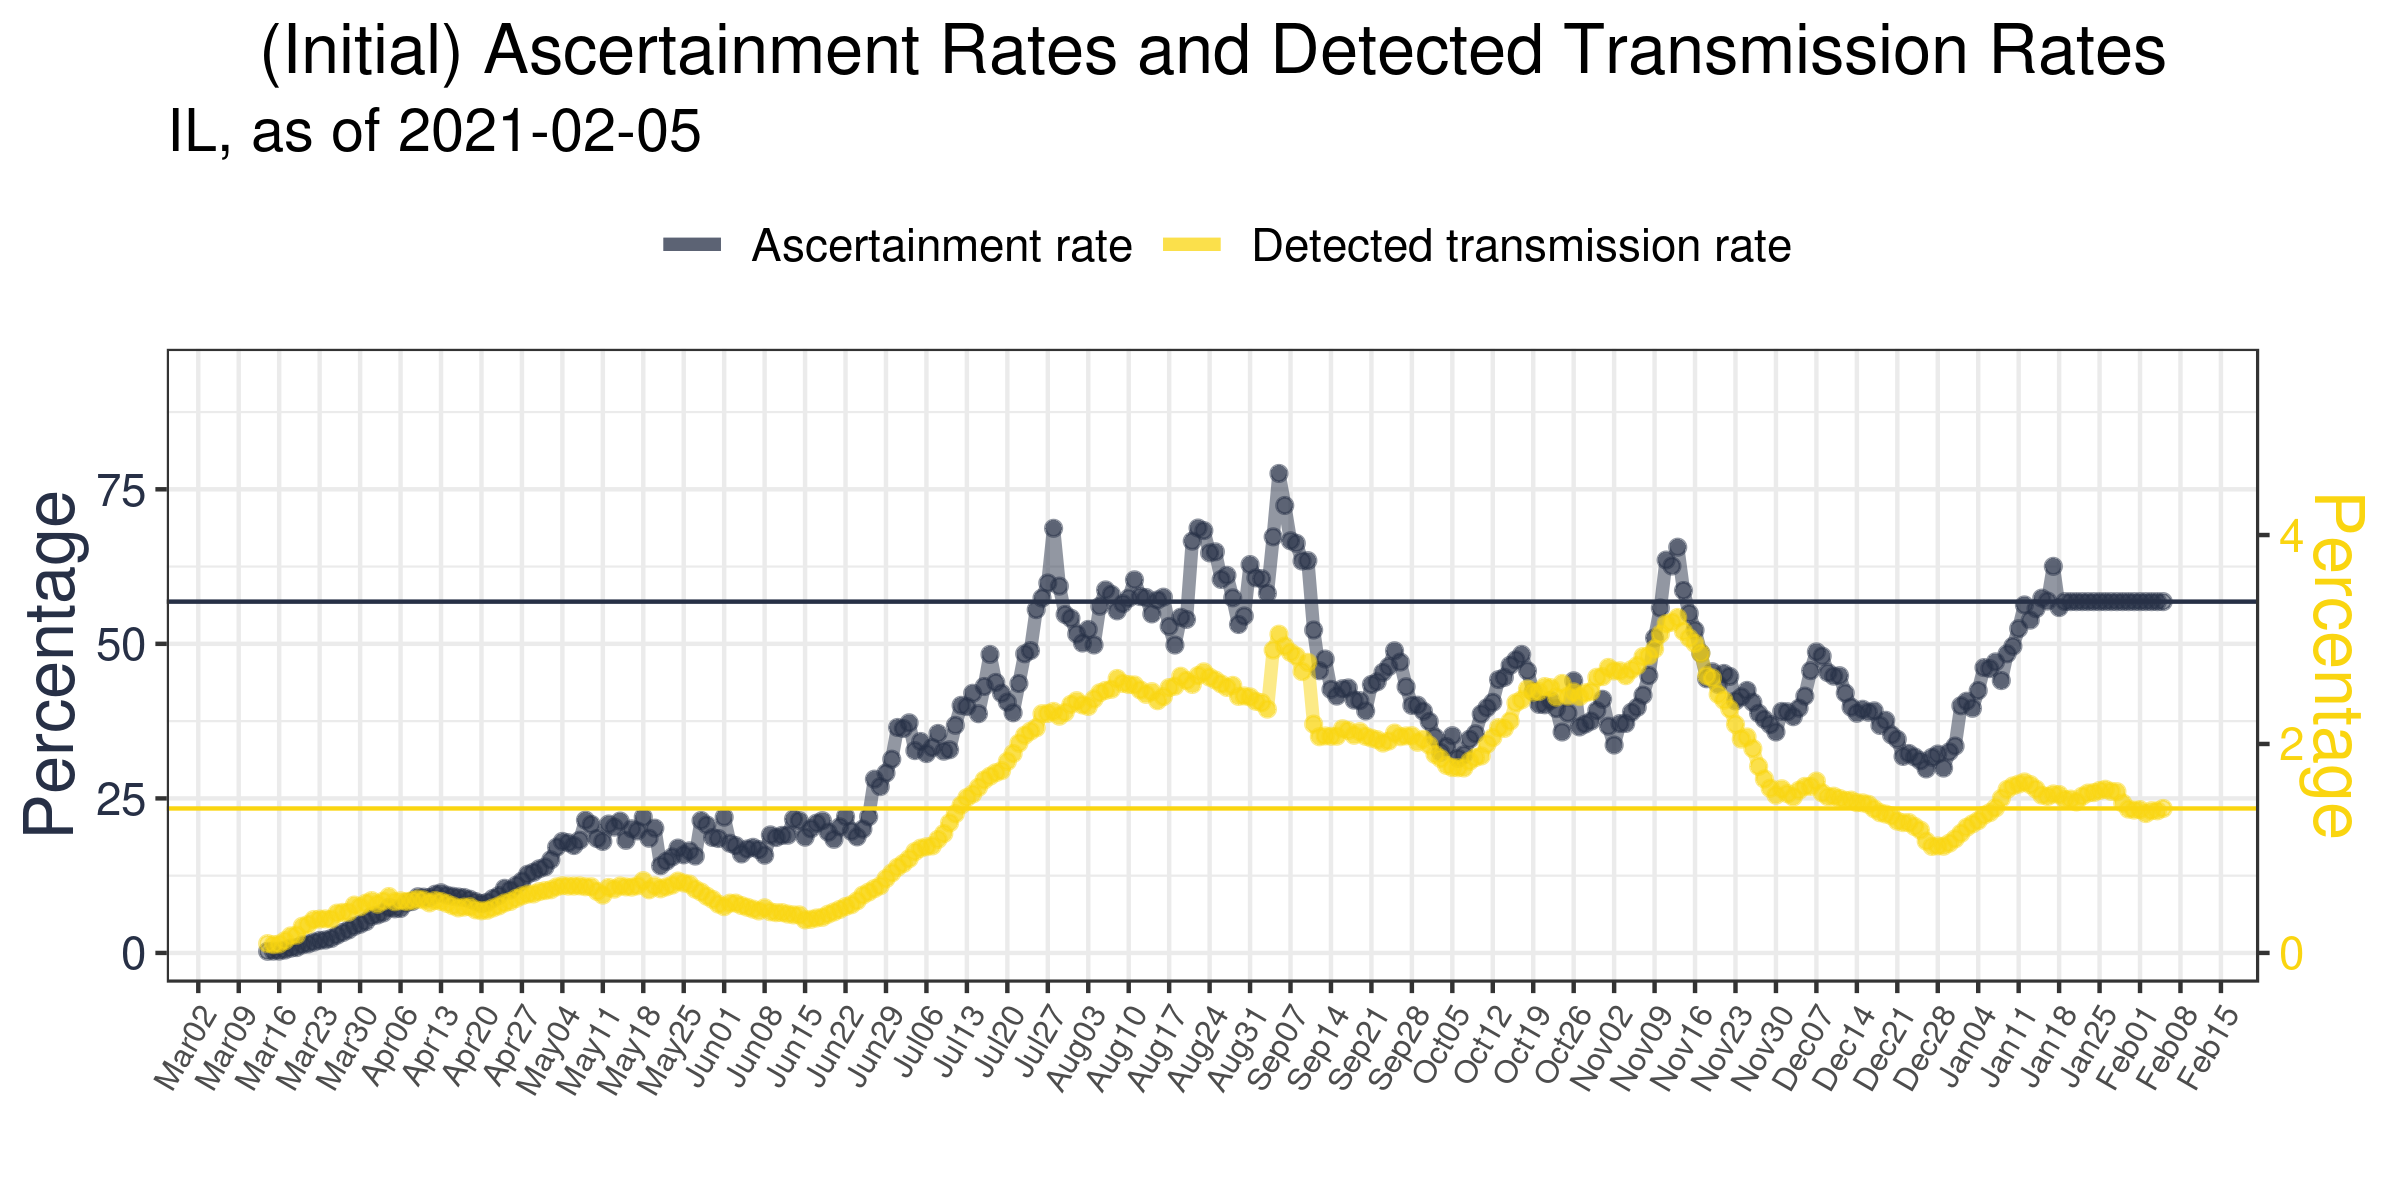 (Initial) Ascertainment Rates and Detected Transmission Rates
IL, as of 2021-02-05
Ascertainment rate
Detected transmission rate
Percentage
75
50
25
0
4
2
0
Percentage
Mar02
Mar09
Mar16
Mar23
Mar30
Apr06
Apr13
Apr20
Apr27
May04
May11
May18
May25
Jun01
Jun08
Jun15
Jun22
Jun29
Jul06
Jul13
Jul20
Jul27
Aug03
Aug10
Aug17
Aug24
Aug31
Sep07
Sep14
Sep21
Sep28
Oct05
Oct12
Oct19
Oct26
Nov02
Nov09
Nov16
Nov23
Nov30
Dec07
Dec14
Dec21
Dec28
Jan04
Jan11
Jan18
Jan25
Feb01
Feb08
Feb15